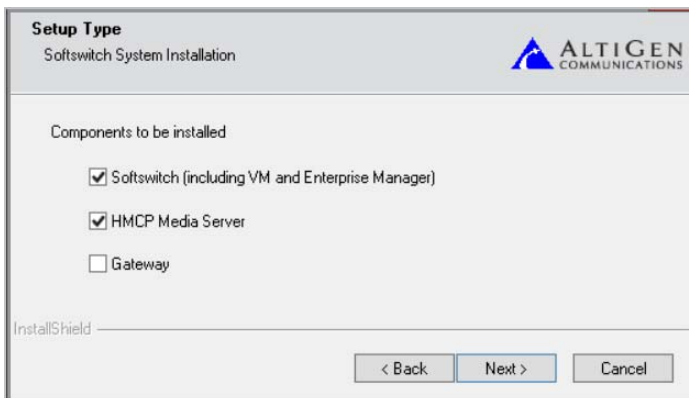 Setup Type
Softswitch System Installation
ALTIGEN
COMMUNICATIONS
Components to be installed
Softswitch (including VM and Enterprise Manager)
HMCP Media Server
Gateway
InstallShield
< Back
Next >
Cancel